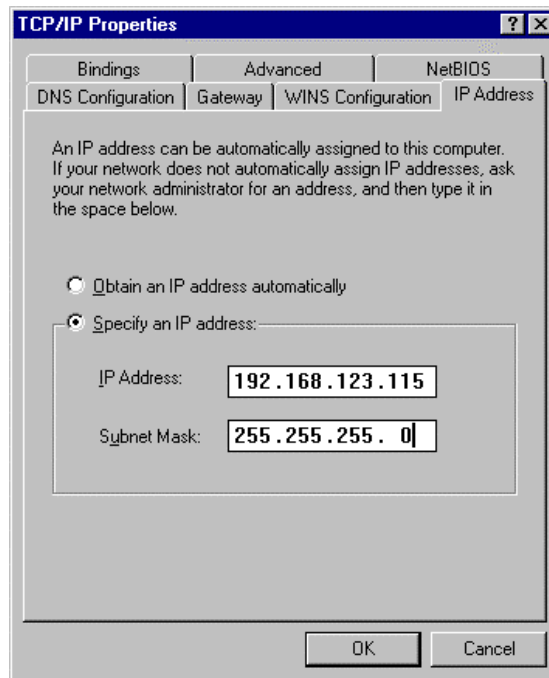 TCP/IP Properties
? ×
Bindings Advanced NetBIOS
DNS Configuration Gateway WINS Configuration IP Address
An IP address can be automatically assigned to this computer.
If your network does not automatically assign IP addresses, ask
your network administrator for an address, and then type it in
the space below.
Obtain an IP address automatically
Specify an IP address:
IP Address: 192.168.123.115
Subnet Mask: 255.255.255. 0
OK Cancel